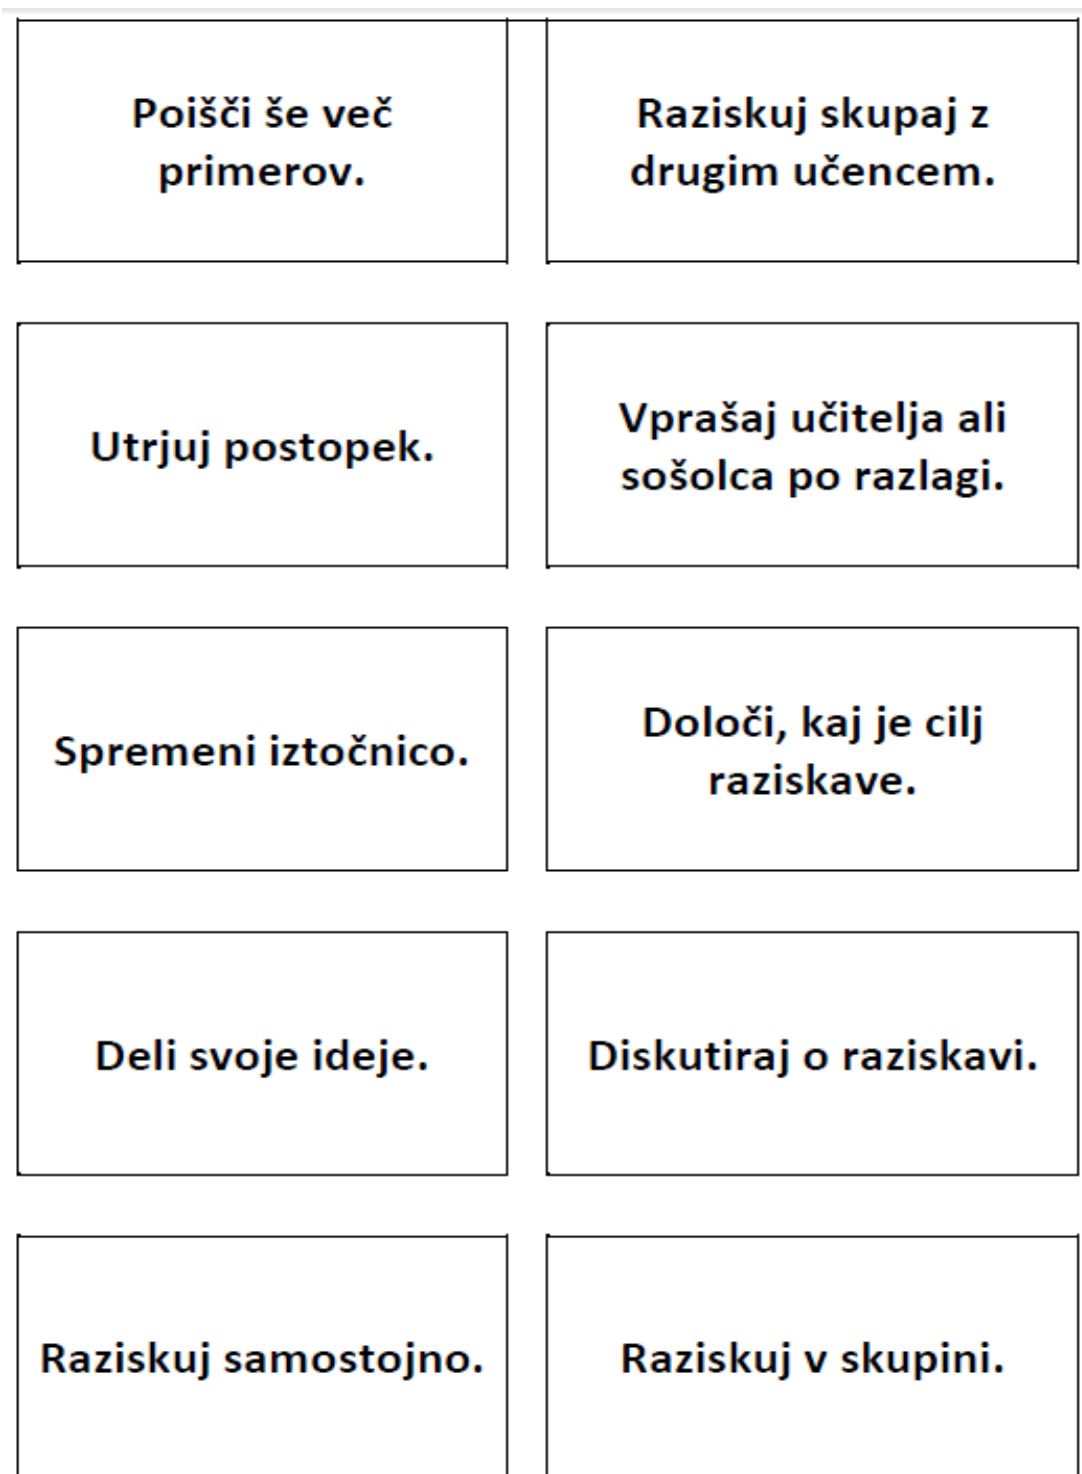 Poišči še več
primerov.
Raziskuj skupaj z
drugim učencem.
Utrjuj postopek.
Vprašaj učitelja ali
sošolca po razlagi.
Spremeni iztočnico.
Določi, kaj je cilj
raziskave.
Deli svoje ideje.
Diskutiraj o raziskavi.
Raziskuj samostojno.
Raziskuj v skupini.